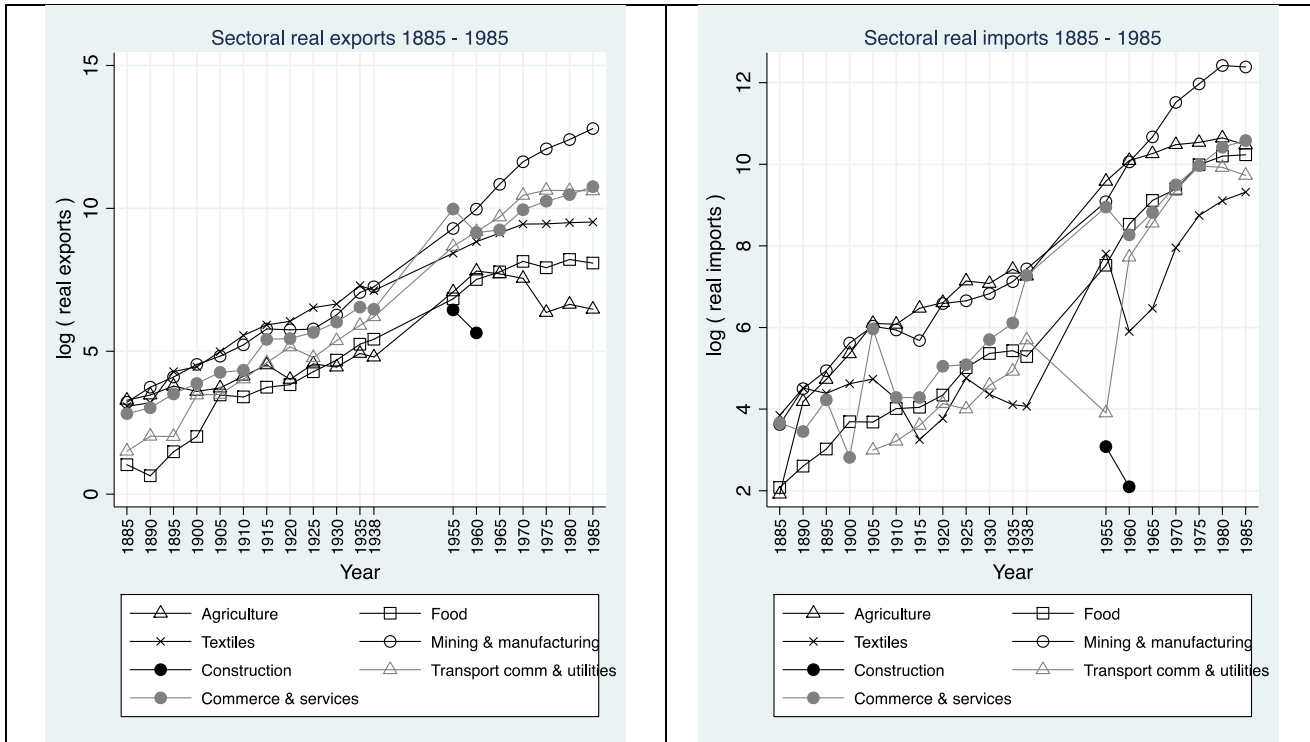 Sectoral real exports 1885 - 1985
log ( real exports )
15
10
5
0
1885
1890
1895
1900
1905
1910
1915
1920
1925
1930
1935
1938
1955
1960
1965
1970
1975
1980
1985
Year
Agriculture
Food
Textiles
Mining & manufacturing
Construction
Transport comm & utilities
Commerce & services
Sectoral real imports 1885 - 1985
log ( real imports )
12
10
8
6
4
2
1885
1890
1895
1900
1905
1910
1915
1920
1925
1930
1935
1938
1955
1960
1965
1970
1975
1980
1985
Year
Agriculture
Food
Textiles
Mining & manufacturing
Construction
Transport comm & utilities
Commerce & services